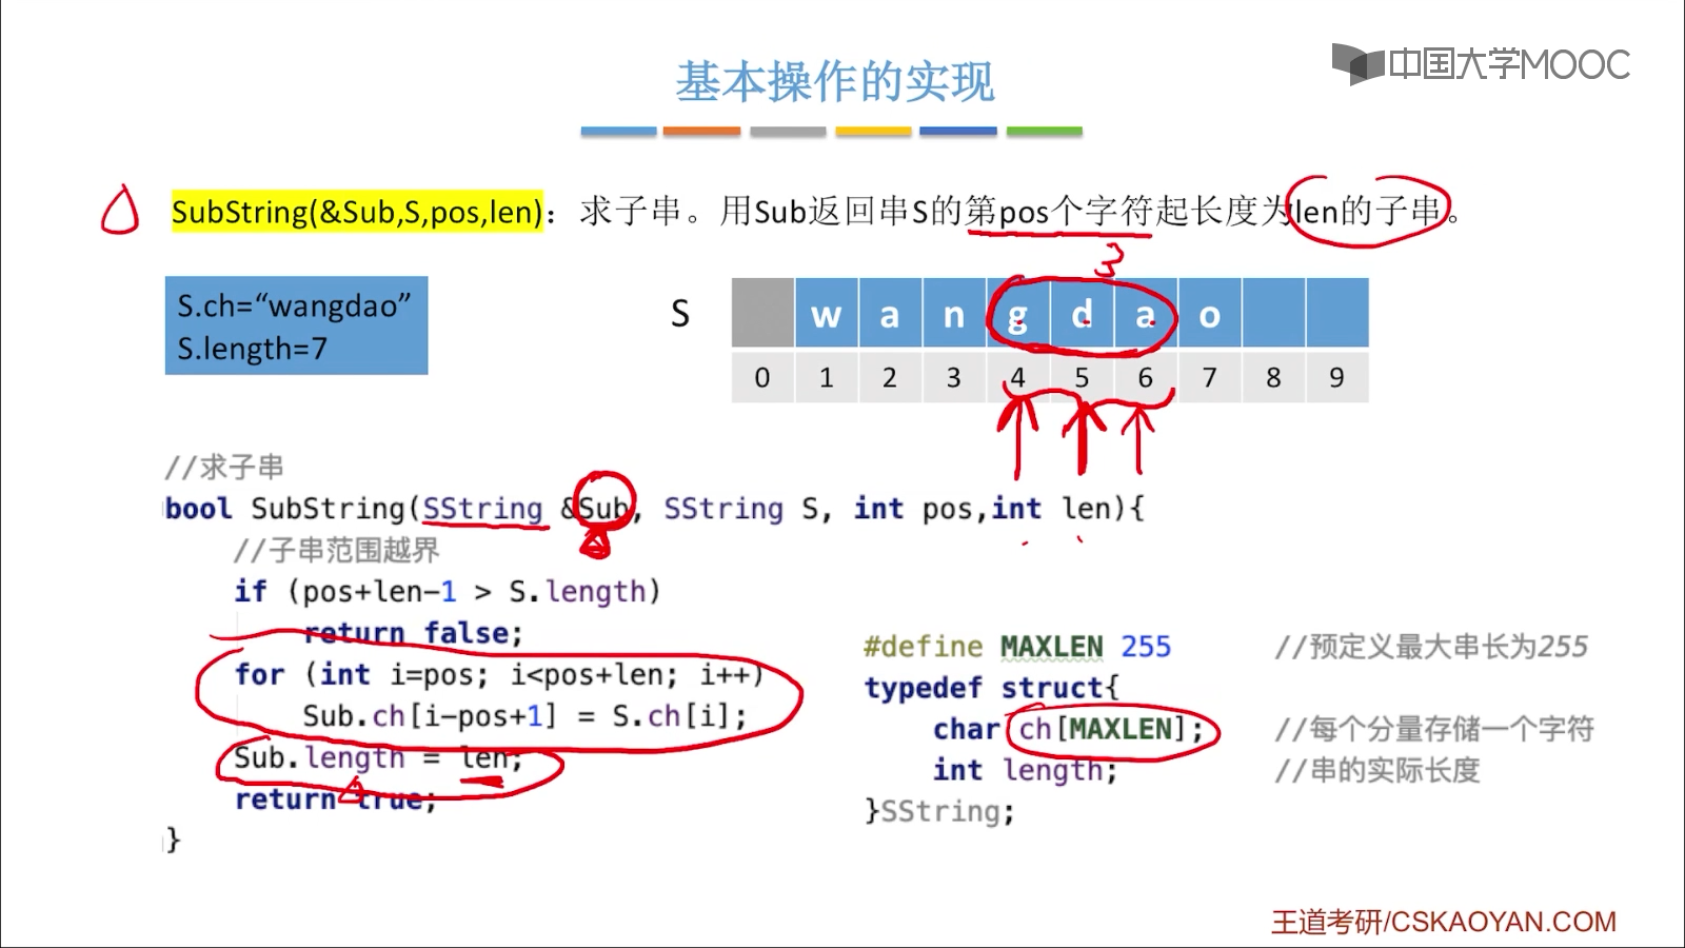 中国大学MOOC
基本操作的实现
SubString(&Sub,S,pos,len)：求子串。用Sub返回串S的第pos个字符起长度为len的子串。
3
S.ch=“wangdao”
S.length=7
S w a n g d a o
0 1 2 3 4 5 6 7 8 9
//求子串
bool SubString(SString &Sub, SString S, int pos,int len){
//子串范围越界
if (pos+len-1 > S.length)
return false;
for (int i=pos; i<pos+len; i++)
Sub.ch[i-pos+1] = S.ch[i];
Sub.length = len;
return true;
}
#define MAXLEN 255 //预定义最大串长为255
typedef struct{
char ch[MAXLEN]; //每个分量存储一个字符
int length; //串的实际长度
}SString;
王道考研/CSKAOYAN.COM